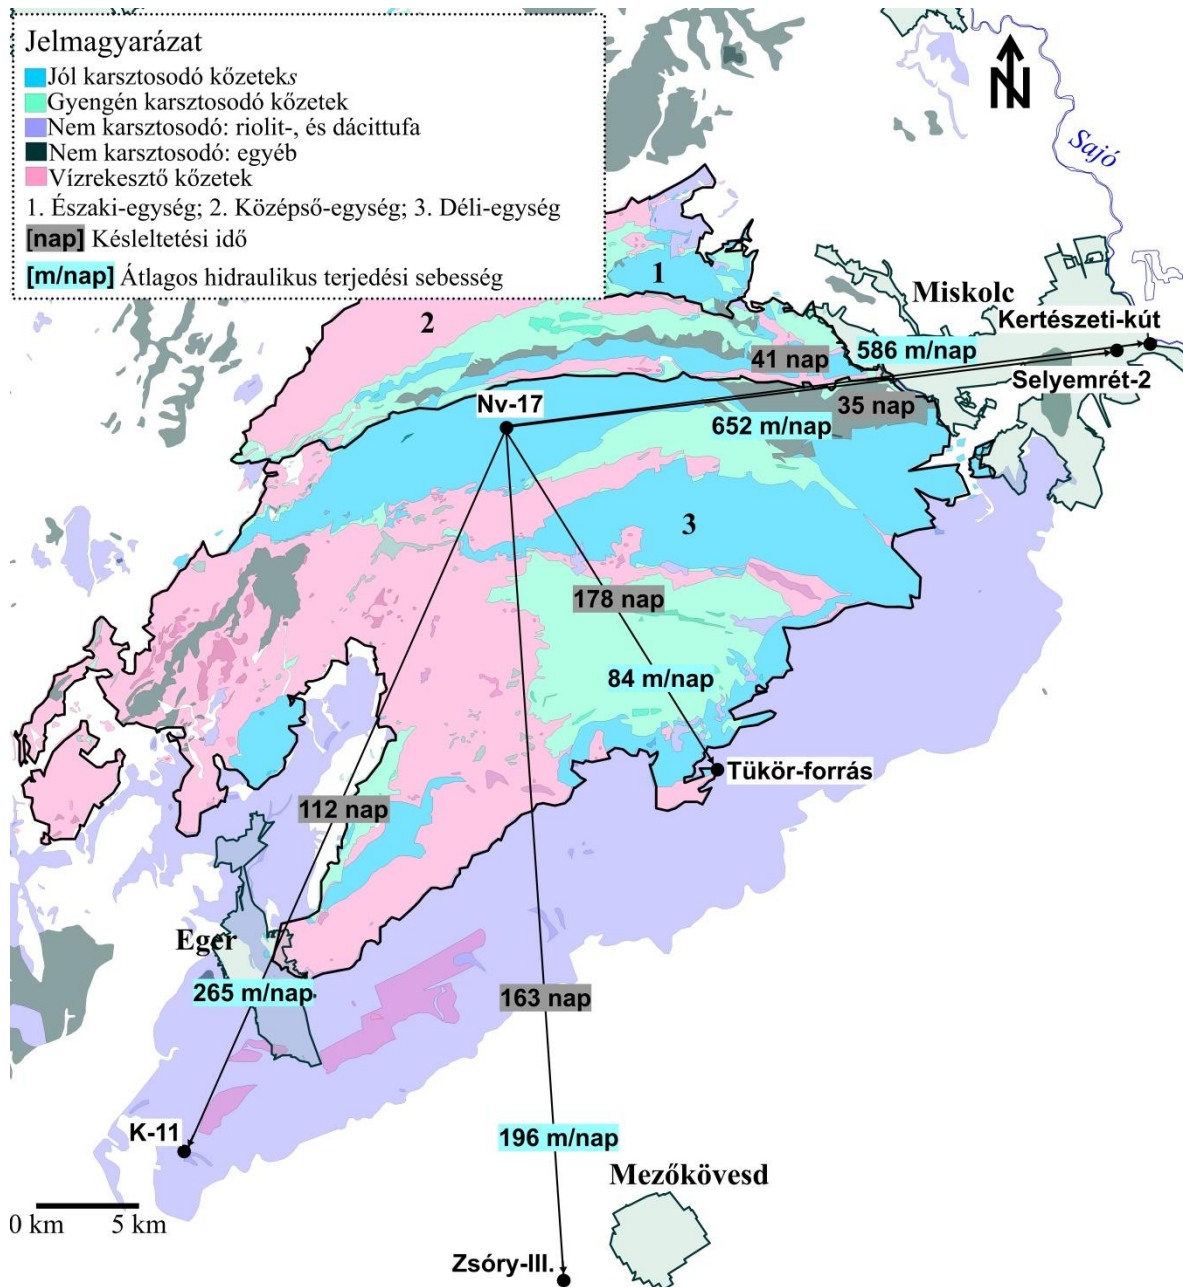 Jelmagyarázat
Jól karsztosodó kőzeteks
Gyengén karsztosodó kőzetek
Nem karsztosodó: riolit-, és dácittufa
Nem karsztosodó: egyéb
Vízrekesztő kőzetek
1. Északi-egység; 2. Középső-egység; 3. Déli-egység
[nap] Késleltetési idő
[m/nap] Átlagos hidraulikus terjedési sebesség
N
Sajó
1
Miskolc
2
Kertészeti-kút
41 nap
586 m/nap
Selyemrét-2
Nv-17
35 nap
652 m/nap
3
178 nap
84 m/nap
Tükör-forrás
112 nap
Eger
265 m/nap
163 nap
K-11
196 m/nap
Mezőkövesd
0 km 5 km
Zsóry-III.